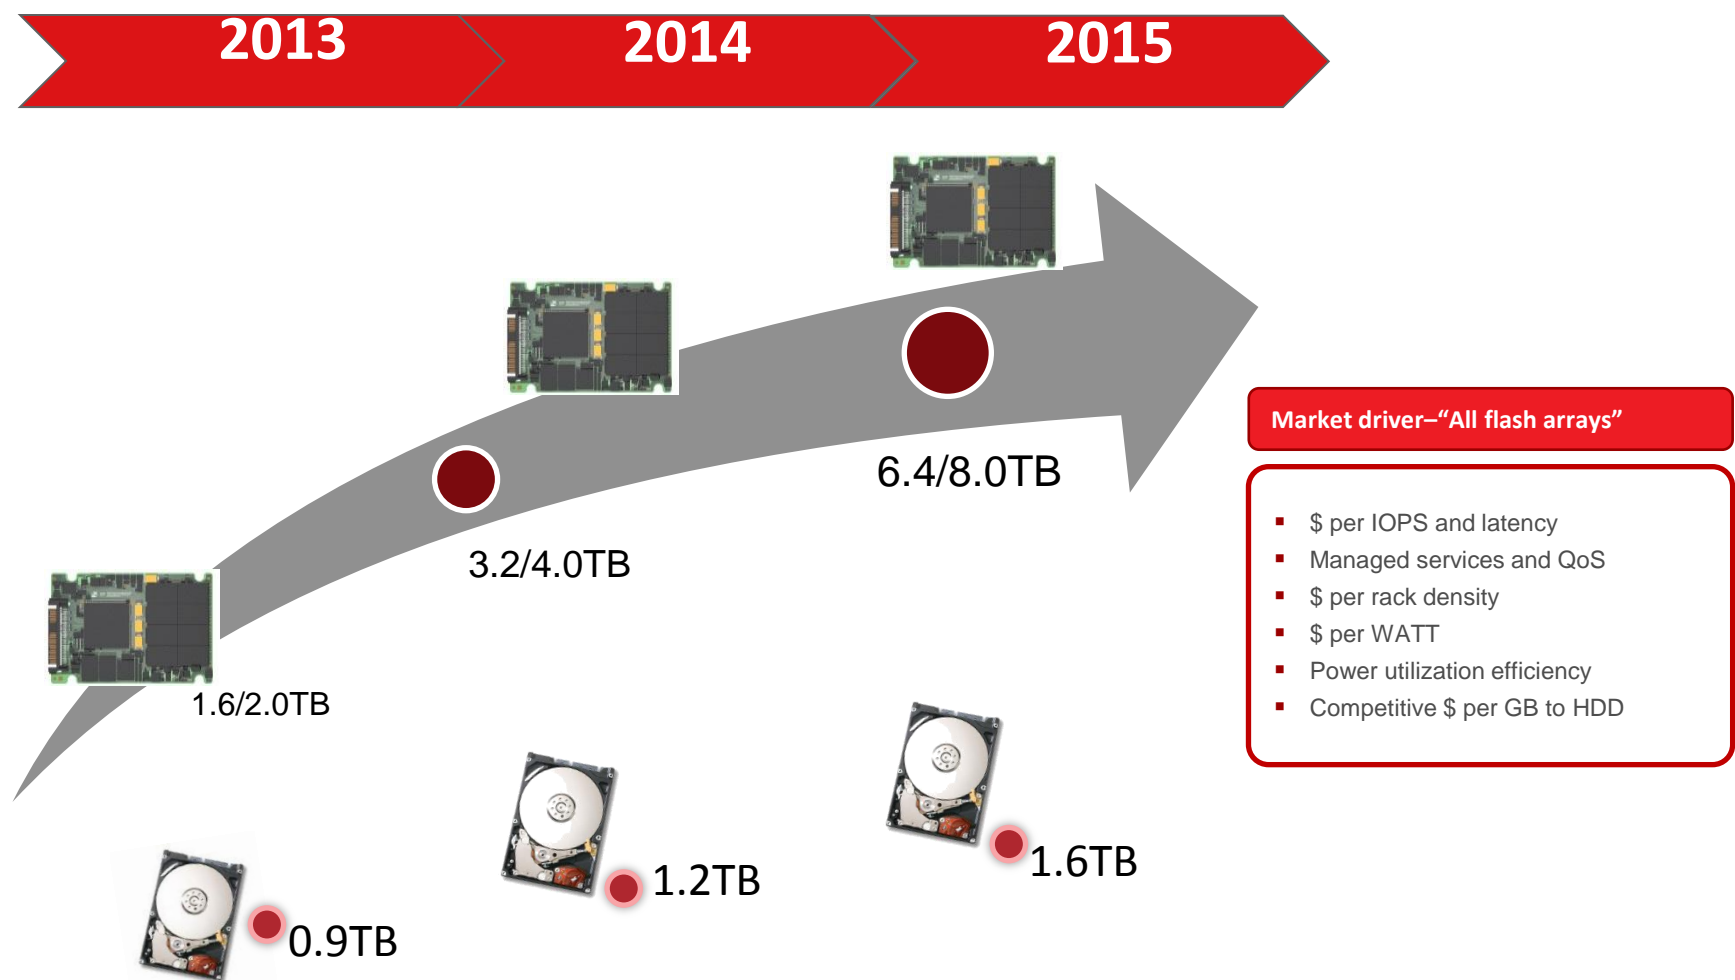 2013
2014
2015
6.4/8.0TB
3.2/4.0TB
1.6/2.0TB
Market driver–“All flash arrays”
$ per IOPS and latency
Managed services and QoS
$ per rack density
$ per WATT
Power utilization efficiency
Competitive $ per GB to HDD
0.9TB
1.2TB
1.6TB